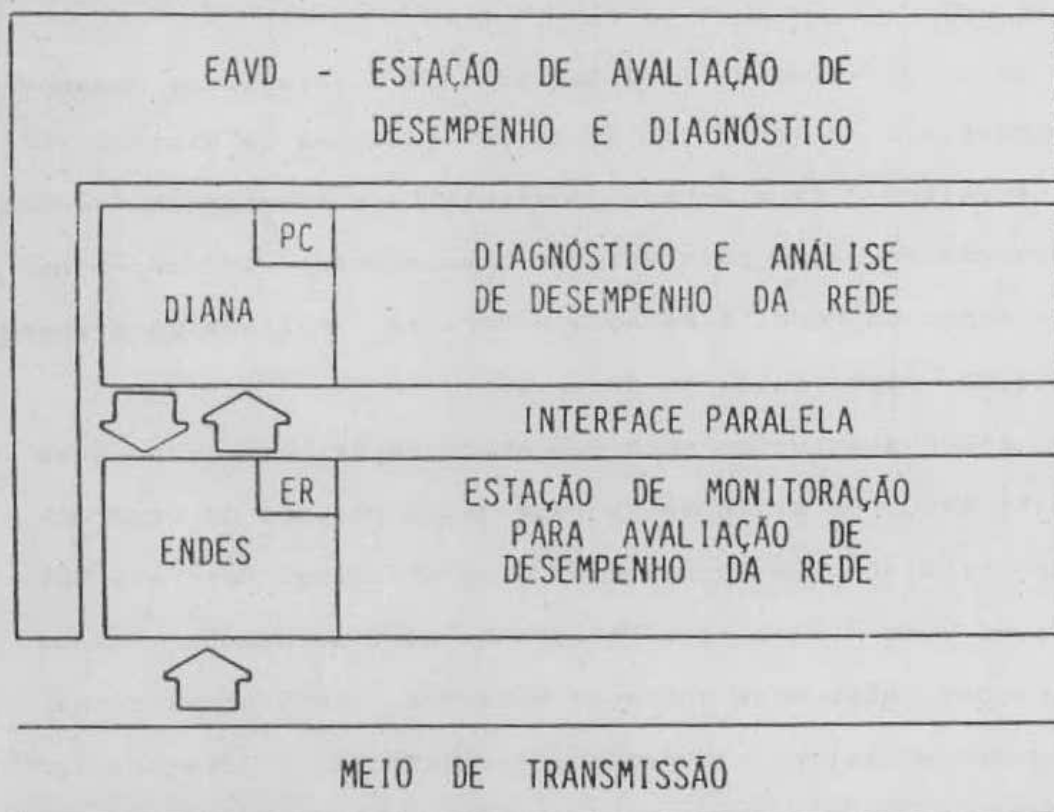 EAVD - ESTAÇÃO DE AVALIAÇÃO DE
DESEMPENHO E DIAGNÓSTICO
PC
DIANA
DIAGNÓSTICO E ANÁLISE
DE DESEMPENHO DA REDE
INTERFACE PARALELA
ER
ENDES
ESTAÇÃO DE MONITORAÇÃO
PARA AVALIAÇÃO DE
DESEMPENHO DA REDE
MEIO DE TRANSMISSÃO